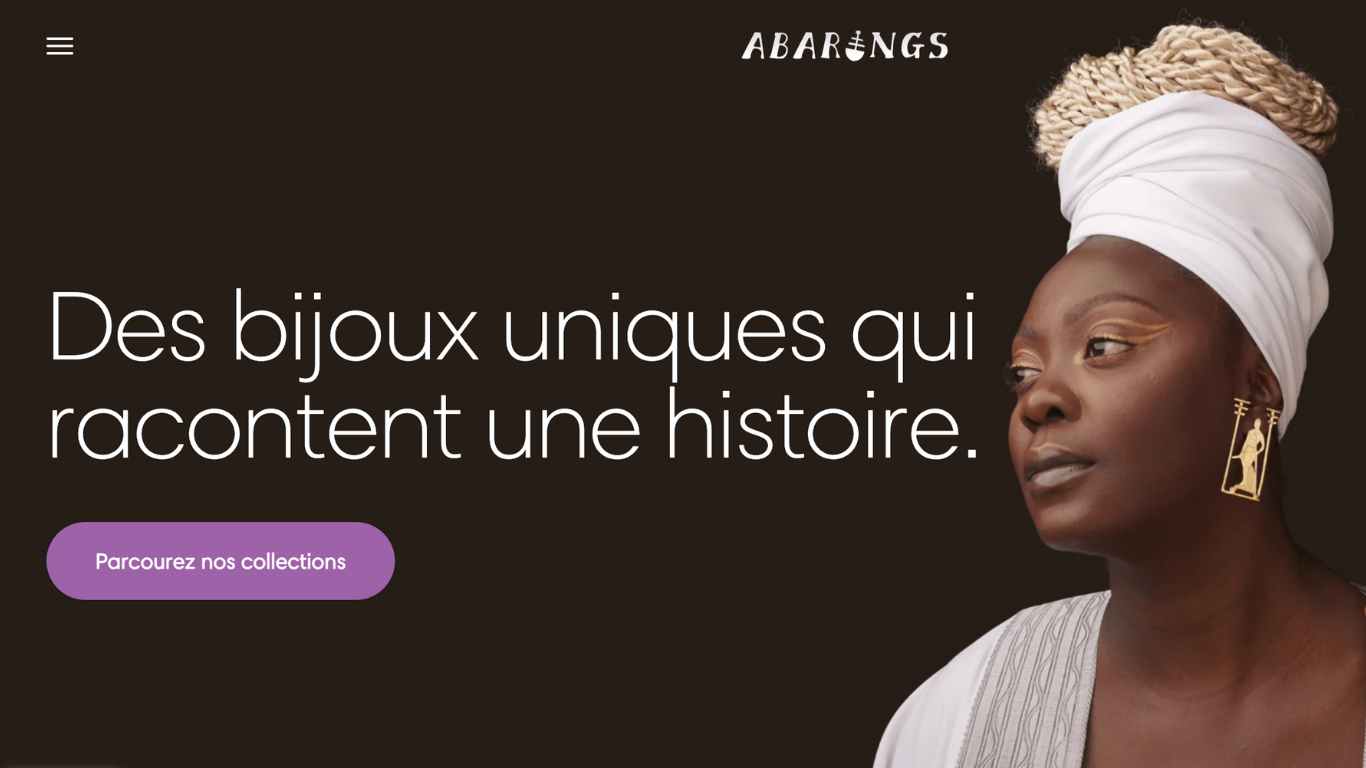 ABARINGS
Des bijoux uniques qui
racontent une histoire.
Parcourez nos collections